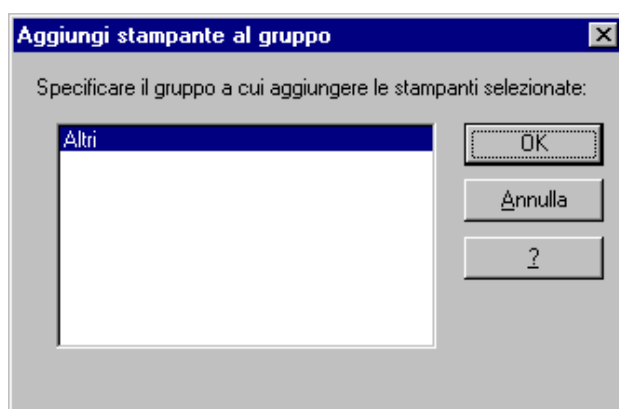 Aggiungi stampante al gruppo
Specificare il gruppo a cui aggiungere le stampanti selezionate:
Altri
OK
Annulla
?